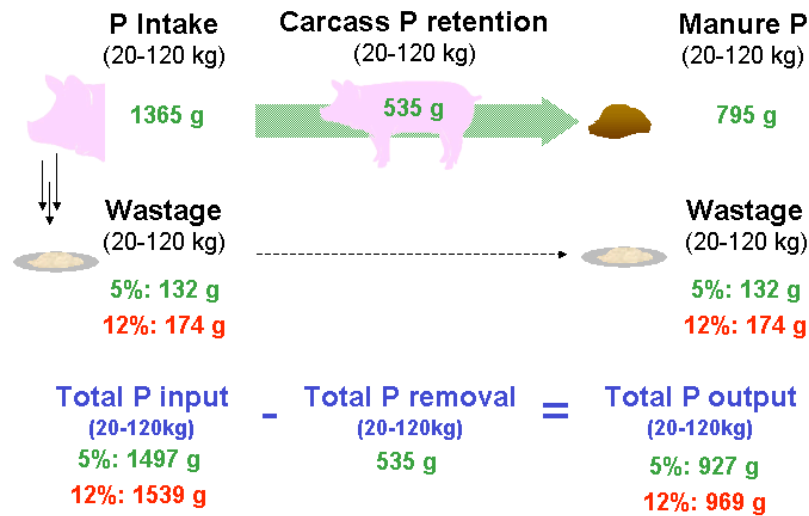 P Intake
(20-120 kg)
1365 g
Carcass P retention
(20-120 kg)
535 g
Manure P
(20-120 kg)
795 g
Wastage
(20-120 kg)
5%: 132 g
12%: 174 g
Wastage
(20-120 kg)
5%: 132 g
12%: 174 g
Total P input
(20-120kg)
5%: 1497 g
12%: 1539 g
-
Total P removal
(20-120kg)
535 g
=
Total P output
(20-120kg)
5%: 927 g
12%: 969 g